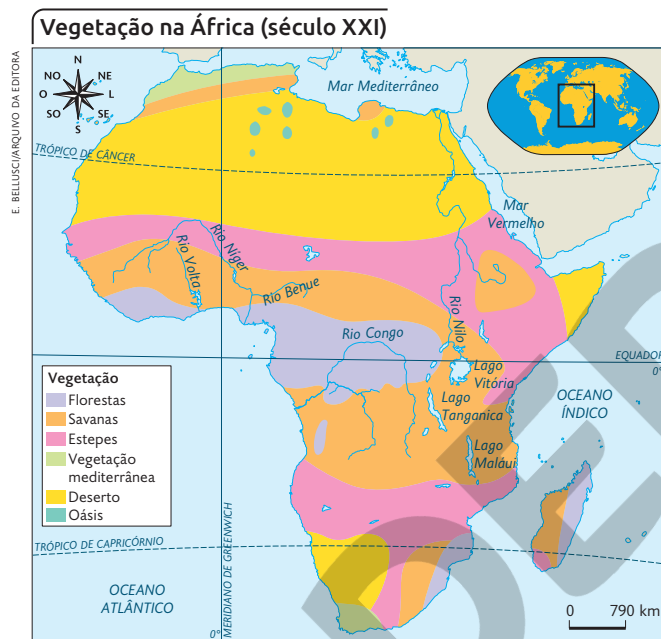 Vegetação na África (século XXI)
E. BELLUSCI/ARQUIVO DA EDITORA
N
NO
NE
O
L
SO
SE
S
Mar Mediterrâneo
TRÓPICO DE CÂNCER
Mar
Vermelho
Rio Níger
Rio Volta
Rio Benue
Rio Nilo
Rio Congo
EQUADOR
0°
Lago
Vitória
Lago
Tanganica
Lago
Malaui
OCEANO
ÍNDICO
Vegetação
Florestas
Savanas
Estepes
Vegetação
mediterrânea
Deserto
Oásis
TRÓPICO DE CAPRICÓRNIO
MERIDIANO DE GREENWICH
OCEANO
ATLÂNTICO
0°
0 790 km